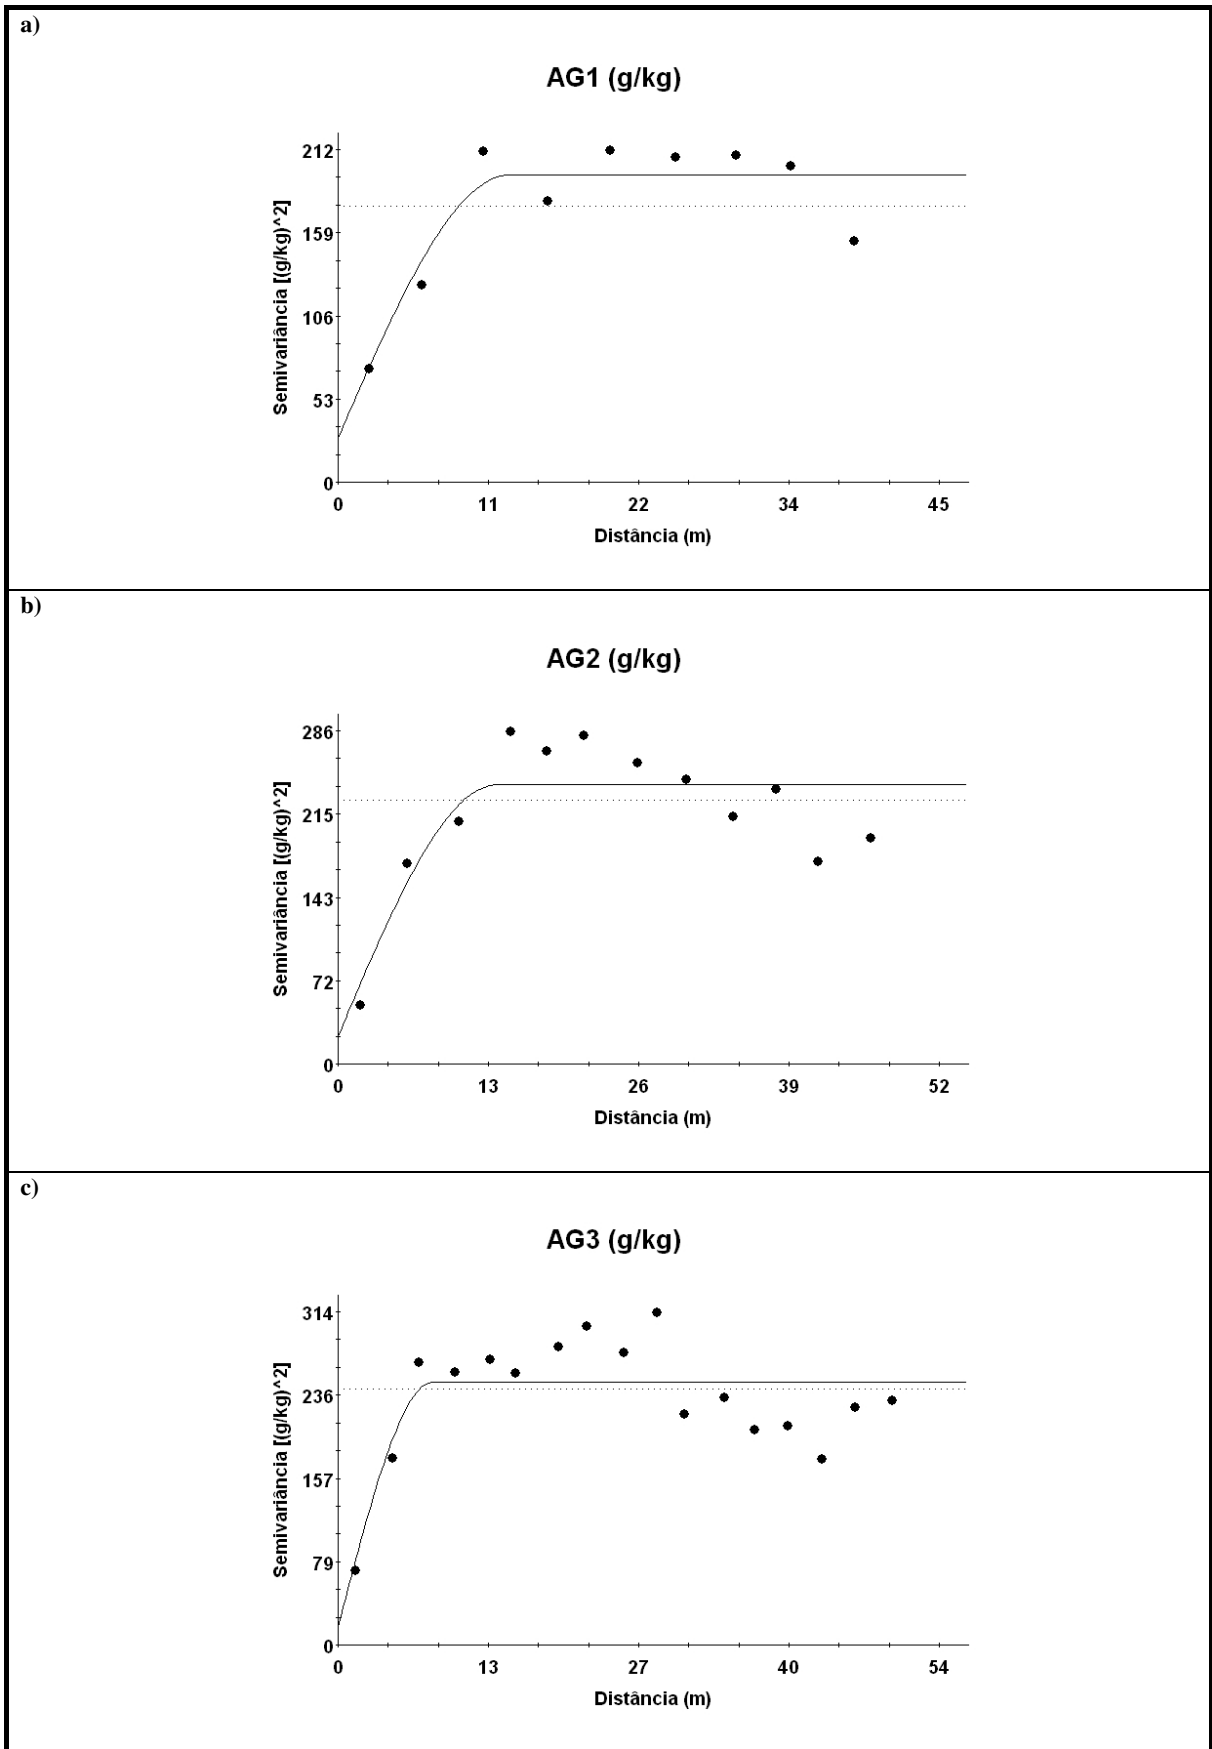 a)
AG1 (g/kg)
Semivariância [(g/kg)^2]
212
159
106
53
0
0 11 22 34 45
Distância (m)
b)
AG2 (g/kg)
Semivariância [(g/kg)^2]
286
215
143
72
0
0 13 26 39 52
Distância (m)
c)
AG3 (g/kg)
Semivariância [(g/kg)^2]
314
236
157
79
0
0 13 27 40 54
Distância (m)